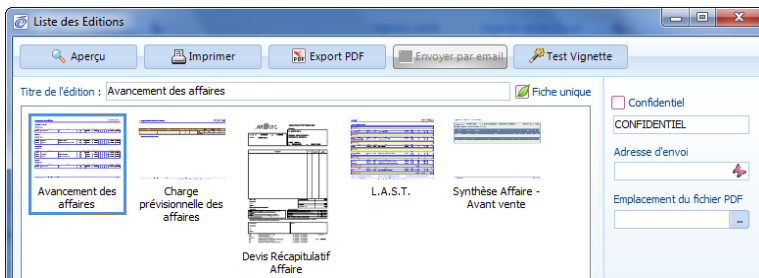 Liste des Editions
Aperçu
Imprimer
Export PDF
Envoyer par email
Test Vignette
Titre de l'édition : Avancement des affaires
Fiche unique
Confidentiel
CONFIDENTIEL
Adresse d'envoi
Emplacement du fichier PDF
Avancement des
affaires
Charge
prévisionnelle des
affaires
Devis Récapitulatif
Affaire
L.A.S.T.
Synthèse Affaire -
Avant vente